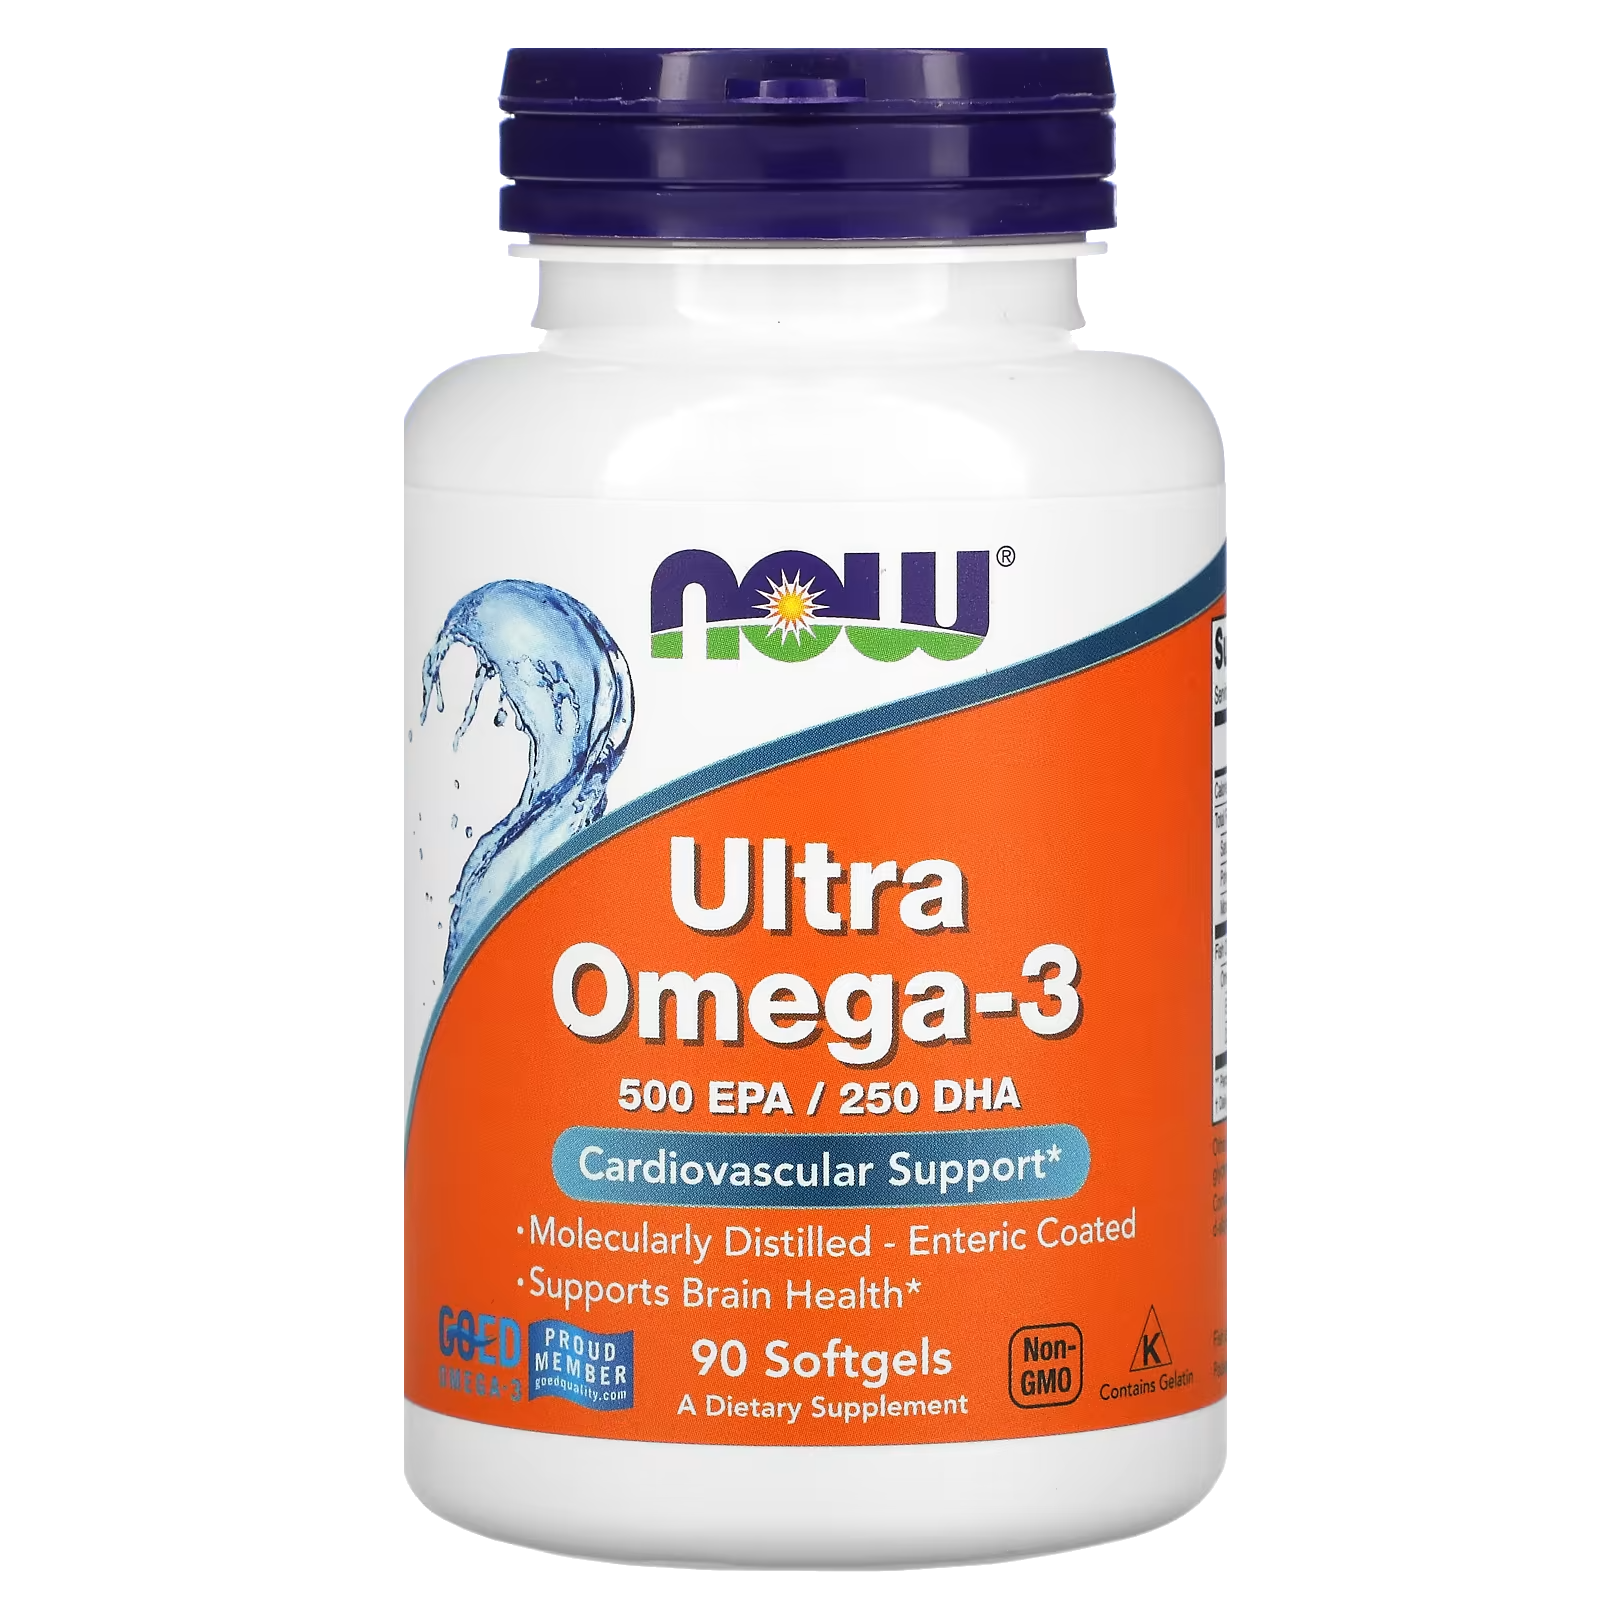 now®
Ultra
Omega-3
500 EPA / 250 DHA
Cardiovascular Support*
• Molecularly Distilled - Enteric Coated
• Supports Brain Health*
GOED
OMEGA-3
PROUD
MEMBER
goedquality.com
90 Softgels
A Dietary Supplement
Non-
GMO
K
Contains Gelatin